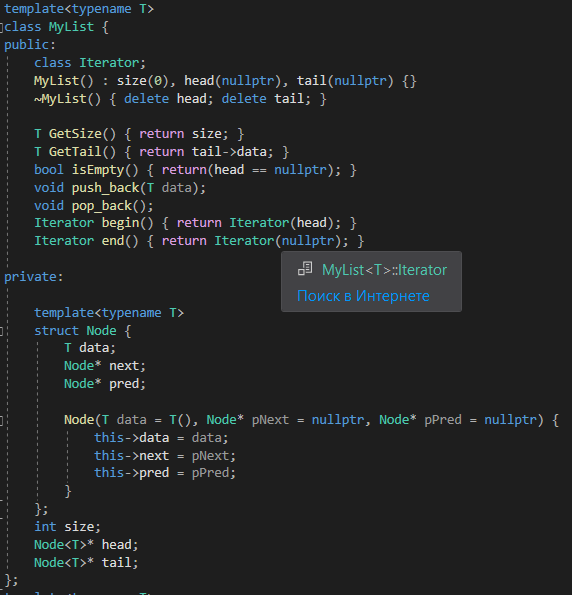 template<typename T>
class MyList {
public:
    class Iterator;
    MyList() : size(0), head(nullptr), tail(nullptr) {}
    ~MyList() { delete head; delete tail; }

    T GetSize() { return size; }
    T GetTail() { return tail->data; }
    bool isEmpty() { return(head == nullptr); }
    void push_back(T data);
    void pop_back();
    Iterator begin() { return Iterator(head); }
    Iterator end() { return Iterator(nullptr); }
MyList<T>::Iterator
Поиск в Интернете

private:

    template<typename T>
    struct Node {
        T data;
        Node* next;
        Node* pred;

        Node(T data = T(), Node* pNext = nullptr, Node* pPred = nullptr) {
            this->data = data;
            this->next = pNext;
            this->pred = pPred;
        }
    };
    int size;
    Node<T>* head;
    Node<T>* tail;
};